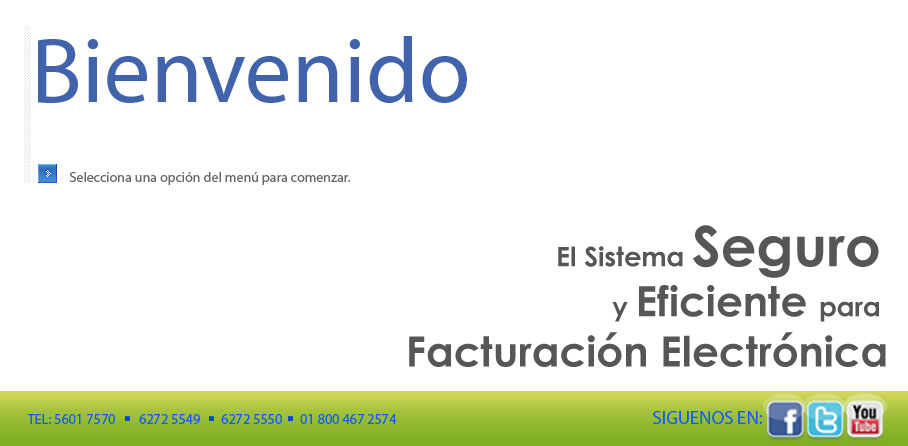 Bienvenido
Selecciona una opción del menú para comenzar.
El Sistema Seguro
y Eficiente para
Facturación Electrónica
TEL: 5601 7570 ▪ 6272 5549 ▪ 6272 5550 ▪ 01 800 467 2574
SIGUENOS EN: f t You Tube